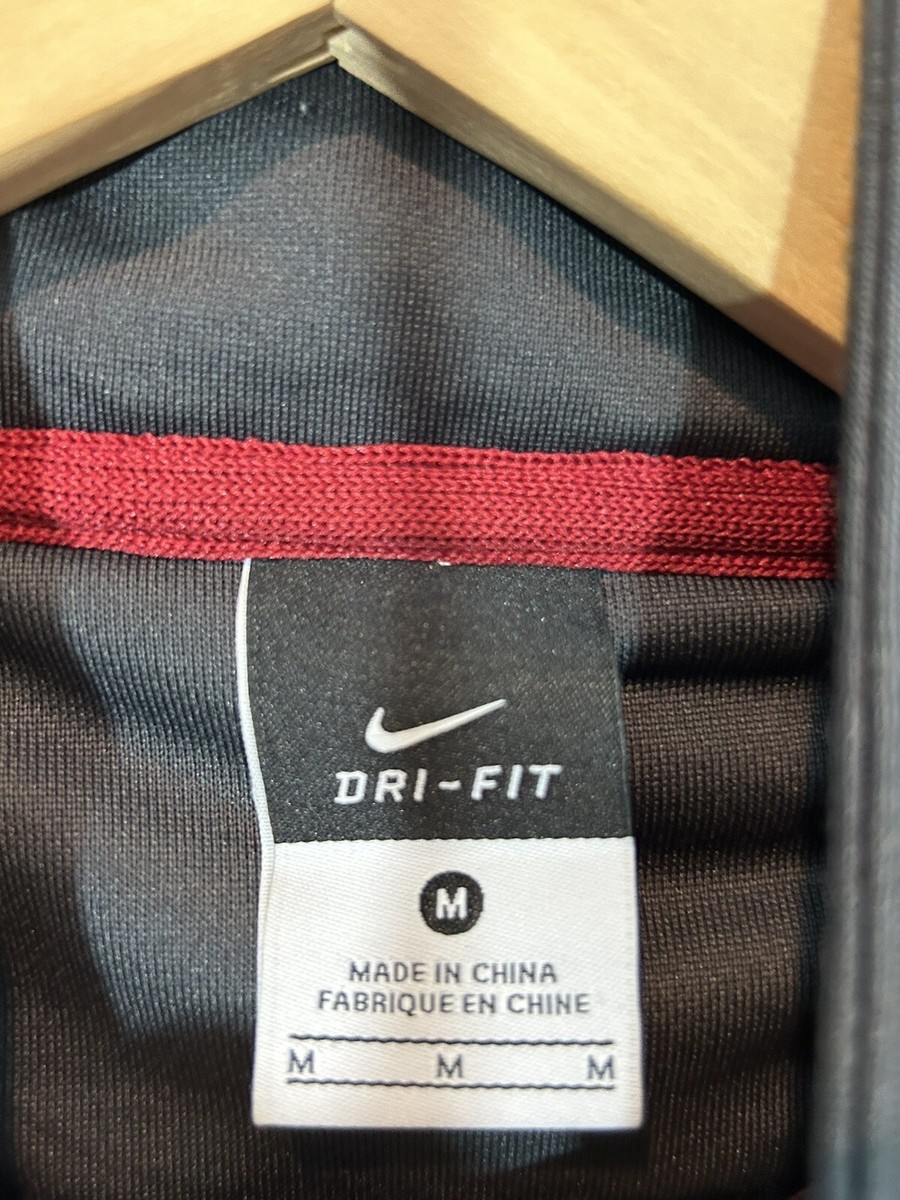 DRI-FIT
M
MADE IN CHINA
FABRIQUE EN CHINE
M M M